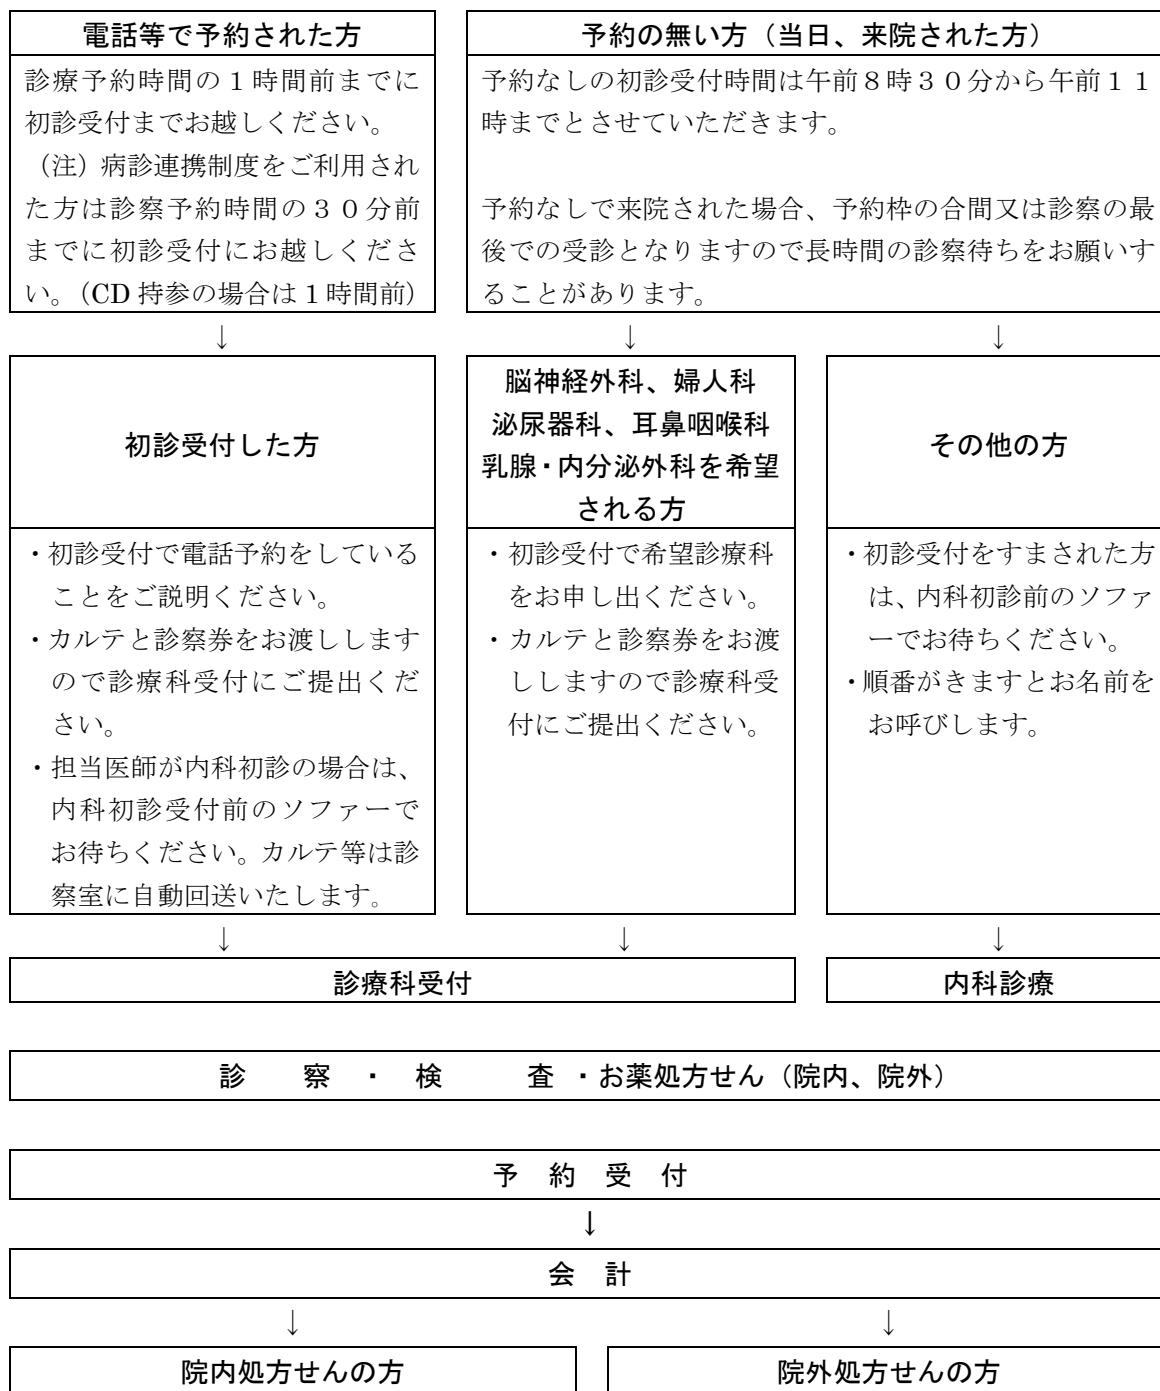 電話等で予約された方
診療予約時間の１時間前までに
初診受付までお越しください。
（注）病診連携制度をご利用され
た方は診察予約時間の３０分前
までに初診受付にお越しくださ
い。（CD 持参の場合は１時間前）
予約の無い方（当日、来院された方）
予約なしの初診受付時間は午前８時３０分から午前１１
時までとさせていただきます。
予約なしで来院された場合、予約枠の合間又は診察の最
後での受診となりますので長時間の診察待ちをお願いす
ることがあります。
↓
↓
↓
初診受付した方
・初診受付で電話予約をしている
ことをご説明ください。
・カルテと診察券をお渡しします
ので診療科受付にご提出くだ
さい。
・担当医師が内科初診の場合は、
内科初診受付前のソファーで
お待ちください。カルテ等は診
察室に自動回送いたします。
脳神経外科、婦人科
泌尿器科、耳鼻咽喉科
乳腺・内分泌外科を希望
される方
・初診受付で希望診療科
をお申し出ください。
・カルテと診察券をお渡
ししますので診療科受
付にご提出ください。
その他の方
・初診受付をすまされた方
は、内科初診前のソファ
ーでお待ちください。
・順番がきますとお名前を
お呼びします。
↓
↓
↓
診療科受付
内科診療
診　察・検　査・お薬処方せん（院内、院外）
予　約　受　付
↓
会　計
↓
↓
院内処方せんの方
院外処方せんの方